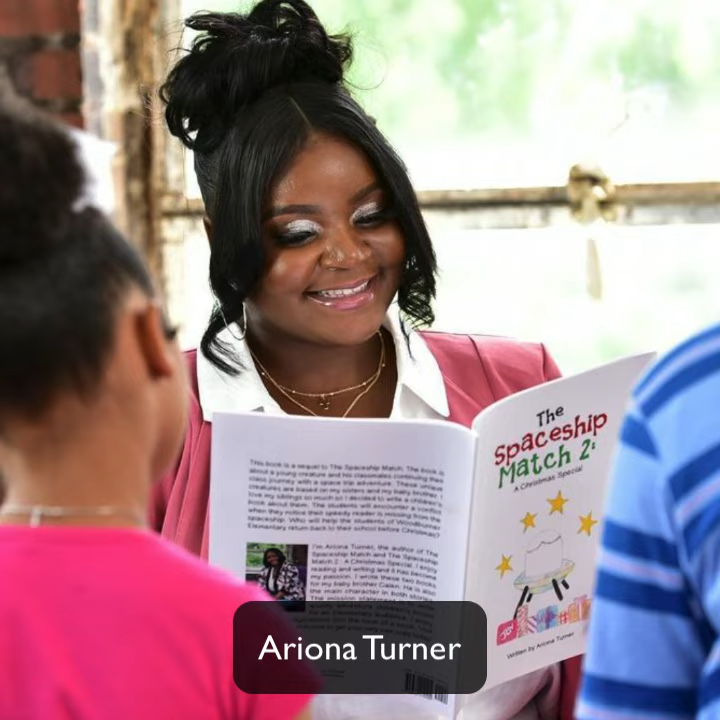 The
Spaceship
Match 2:
A Christmas Special
Written by Ariona Turner
This book is a sequel to The Spaceship Match. The book is
about a young creature and his classmates continuing their
class journey with a space trip adventure. These unique
creatures are based on my sisters and my baby brother. I
love my siblings so much and I decided to write a children's
book about them. The students will encounter a conflict
when they notice their speedy reader is missing from the
spaceship. Who will help the students of Woodburner
Elementary return back to their school before Christmas?
I'm Ariona Turner, the author of The
Spaceship Match and The Spaceship
Match 2: A Christmas Special. I enjoy
reading and writing and it has become
my passion. I wrote these two books
for my baby brother He is also
the main character in both stories.
The mission
Ariona Turner